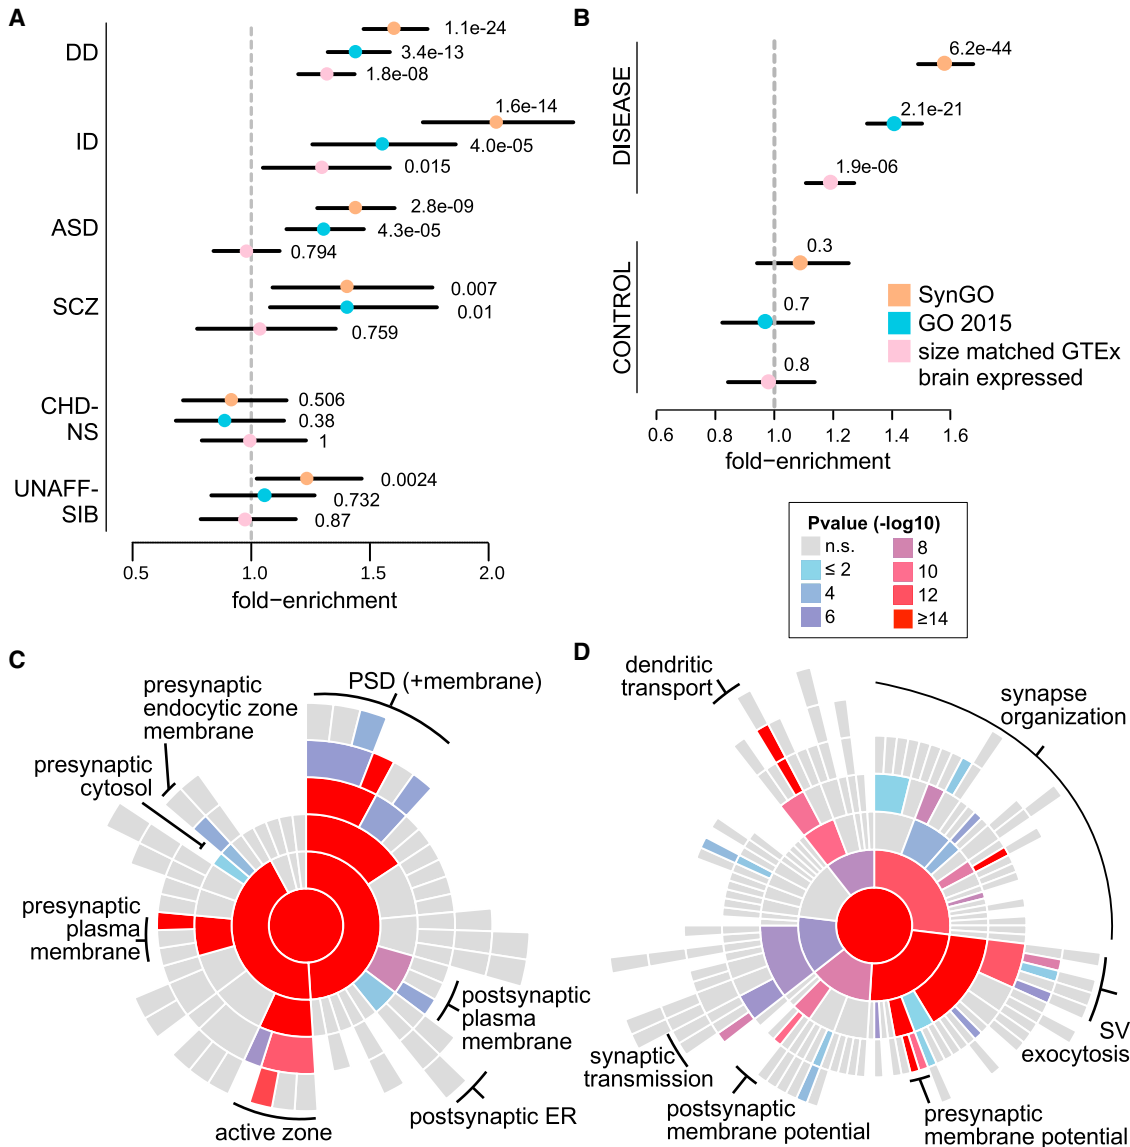 A
DD
1.1e-24
3.4e-13
1.8e-08
ID
1.6e-14
4.0e-05
0.015
ASD
2.8e-09
4.3e-05
0.794
SCZ
0.007
0.01
0.759
CHD-
NS
0.506
0.38
1
UNAFF-
SIB
0.0024
0.732
0.87
0.5
1.0
1.5
2.0
fold−enrichment
B
DISEASE
6.2e-44
2.1e-21
1.9e-06
CONTROL
0.3
0.7
0.8
SynGO
GO 2015
size matched GTEx
brain expressed
0.6
0.8
1.0
1.2
1.4
1.6
fold−enrichment
Pvalue (-log10)
n.s.
≤ 2
4
6
8
10
12
≥14
C
PSD (+membrane)
presynaptic
endocytic zone
membrane
presynaptic
cytosol
presynaptic
plasma
membrane
active zone
postsynaptic
plasma
membrane
postsynaptic ER
D
dendritic
transport
synapse
organization
SV
exocytosis
synaptic
transmission
postsynaptic
membrane potential
presynaptic
membrane potential